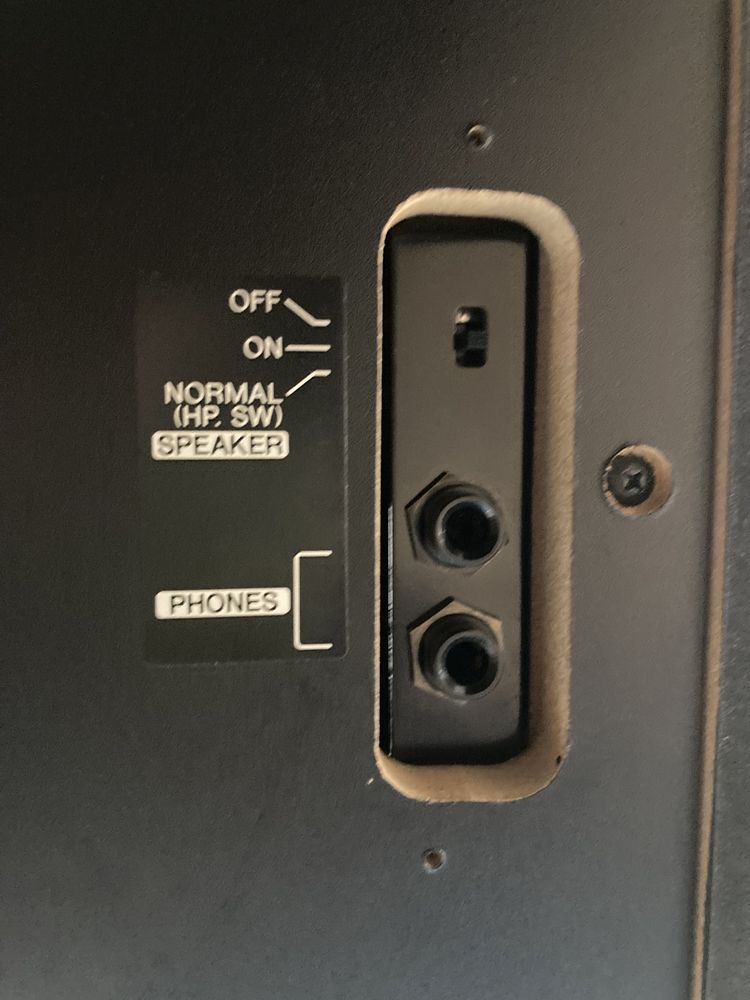 OFF
ON
NORMAL
(HP. SW)
SPEAKER
PHONES